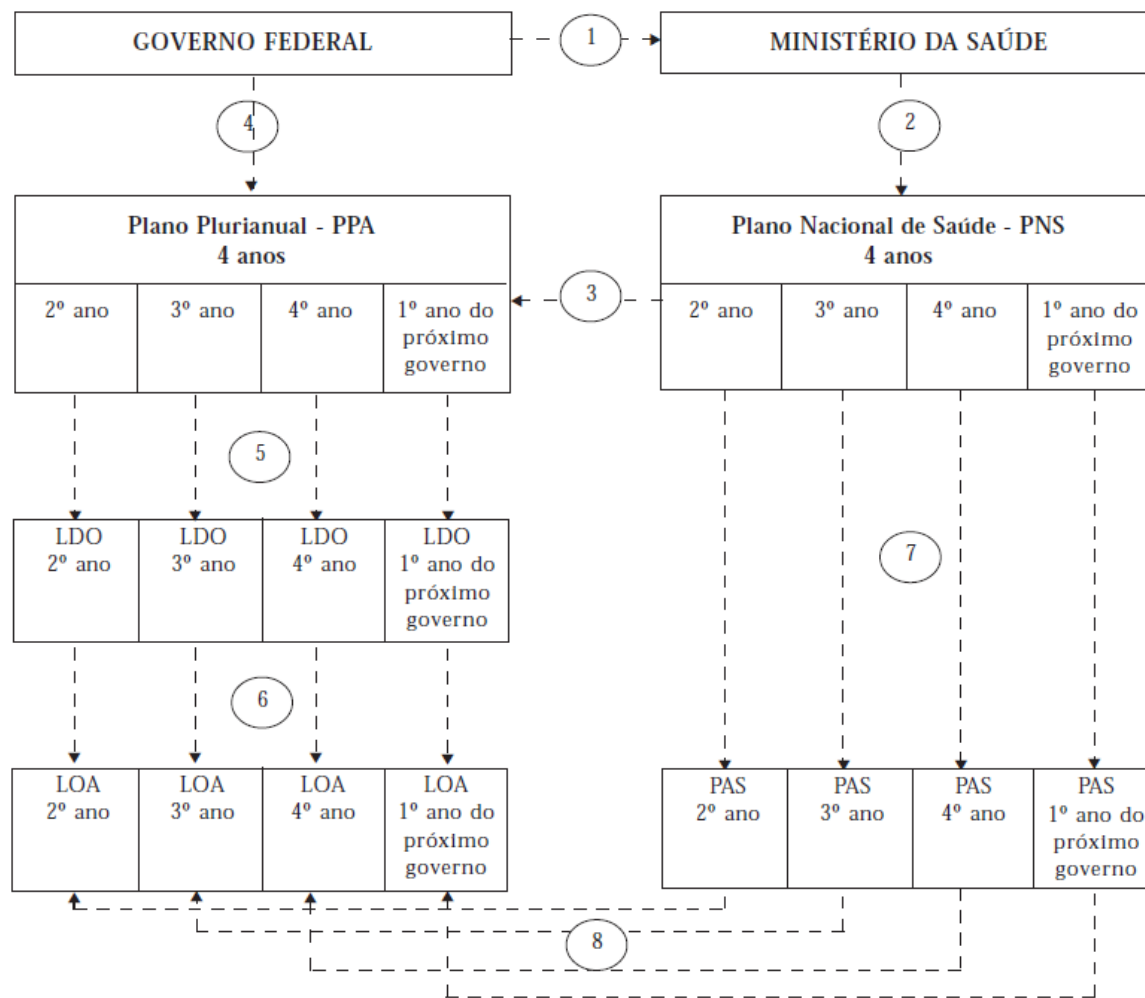 GOVERNO FEDERAL
1
MINISTÉRIO DA SAÚDE
4
2
Plano Plurianual - PPA
4 anos
2º ano
3º ano
4º ano
1º ano do
próximo
governo
3
Plano Nacional de Saúde - PNS
4 anos
2º ano
3º ano
4º ano
1º ano do
próximo
governo
5
LDO
2º ano
LDO
3º ano
LDO
4º ano
LDO
1º ano do
próximo
governo
7
6
LOA
2º ano
LOA
3º ano
LOA
4º ano
LOA
1º ano do
próximo
governo
PAS
2º ano
PAS
3º ano
PAS
4º ano
PAS
1º ano do
próximo
governo
8